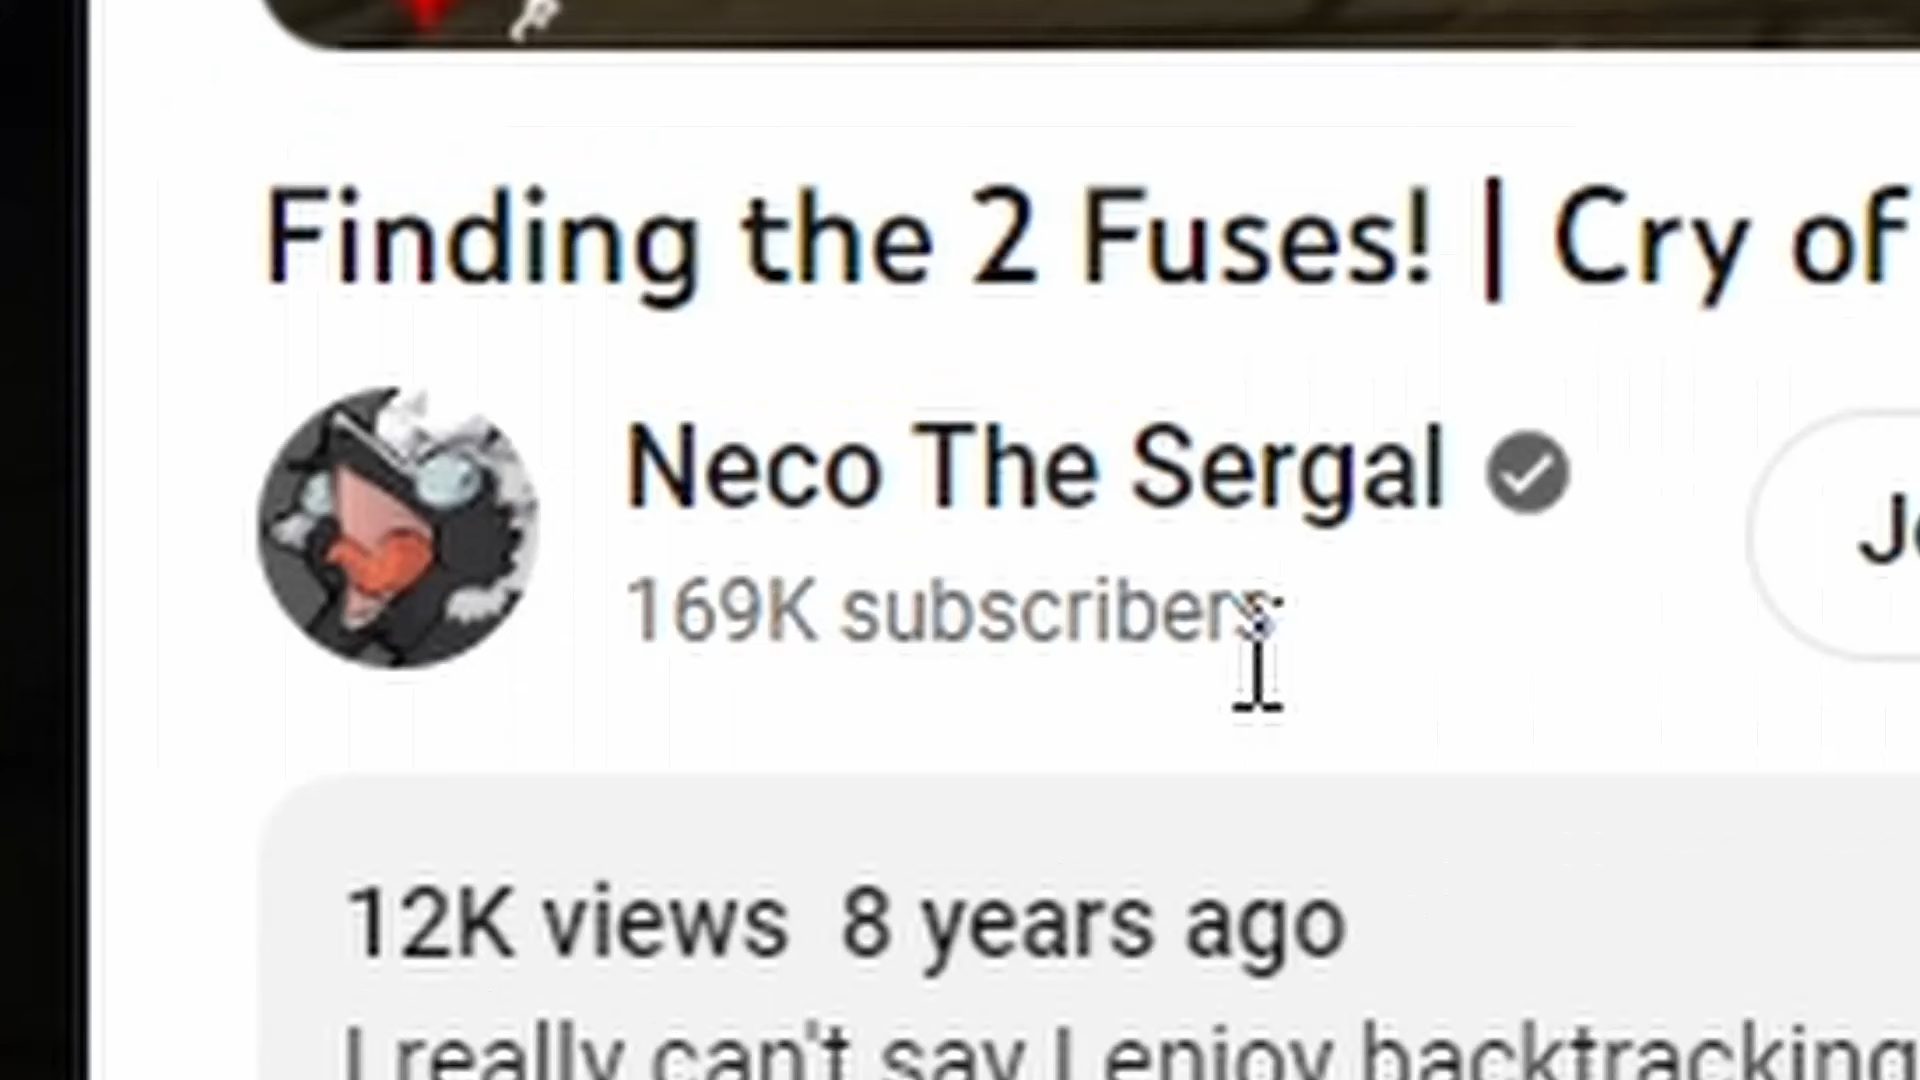 Finding the 2 Fuses! | Cry of
Neco The Sergal
169K subscribers
12K views 8 years ago
I really can't say I enjoy backtracking